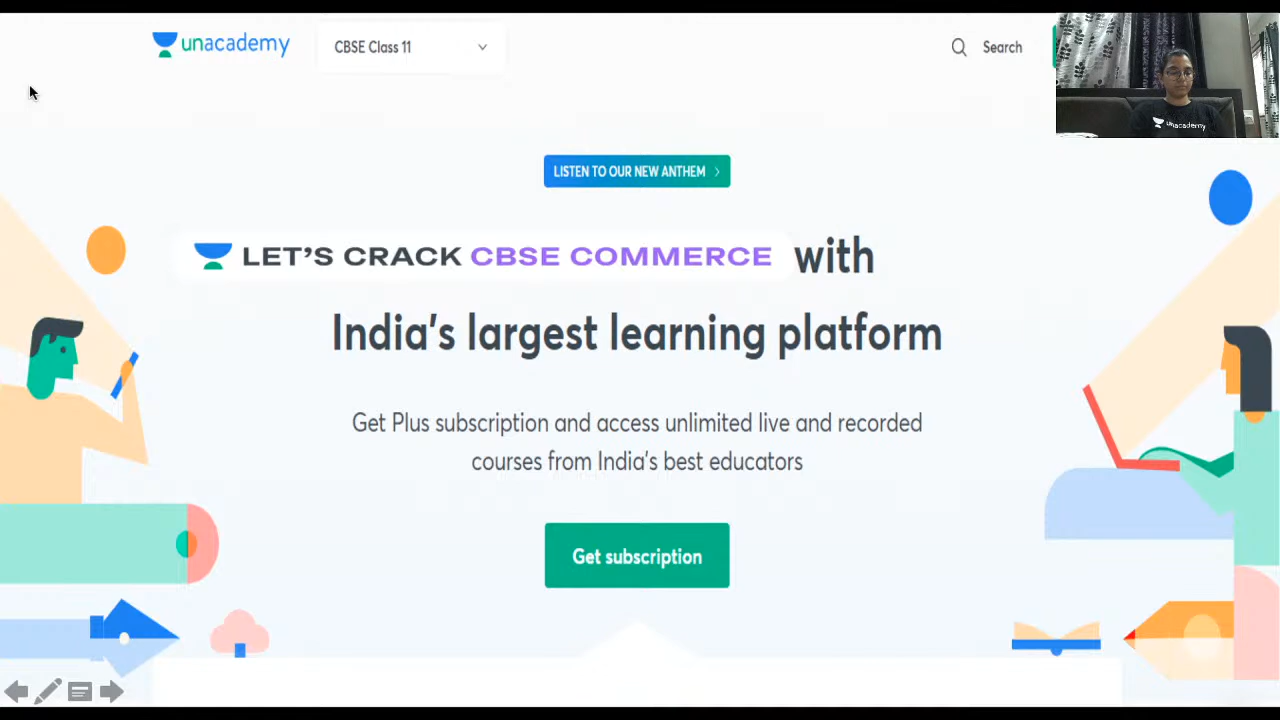 unacademy
CBSE Class 11
Search
unacademy
LISTEN TO OUR NEW ANTHEM
LET'S CRACK CBSE COMMERCE with
India's largest learning platform
Get Plus subscription and access unlimited live and recorded
courses from India's best educators
Get subscription